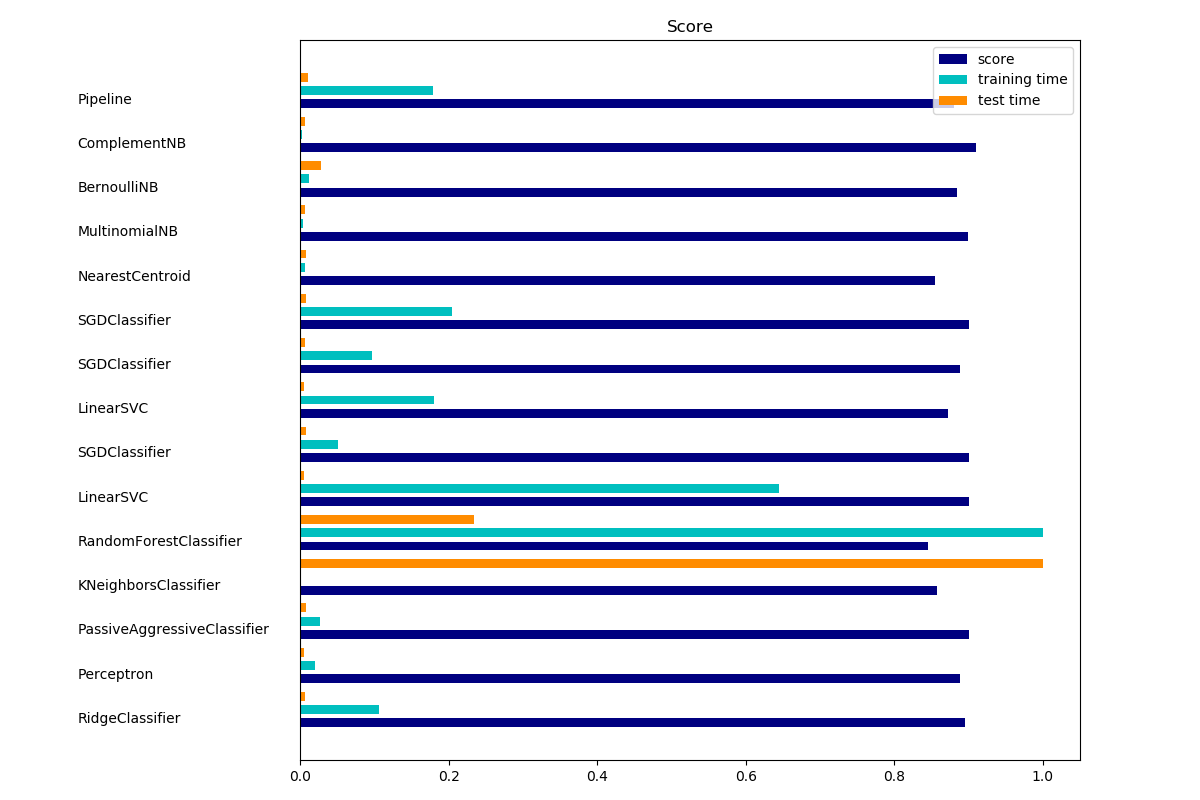 Score
score
training time
test time
Pipeline
ComplementNB
BernoulliNB
MultinomialNB
NearestCentroid
SGDClassifier
SGDClassifier
LinearSVC
SGDClassifier
LinearSVC
RandomForestClassifier
KNeighborsClassifier
PassiveAggressiveClassifier
Perceptron
RidgeClassifier
0.0 0.2 0.4 0.6 0.8 1.0